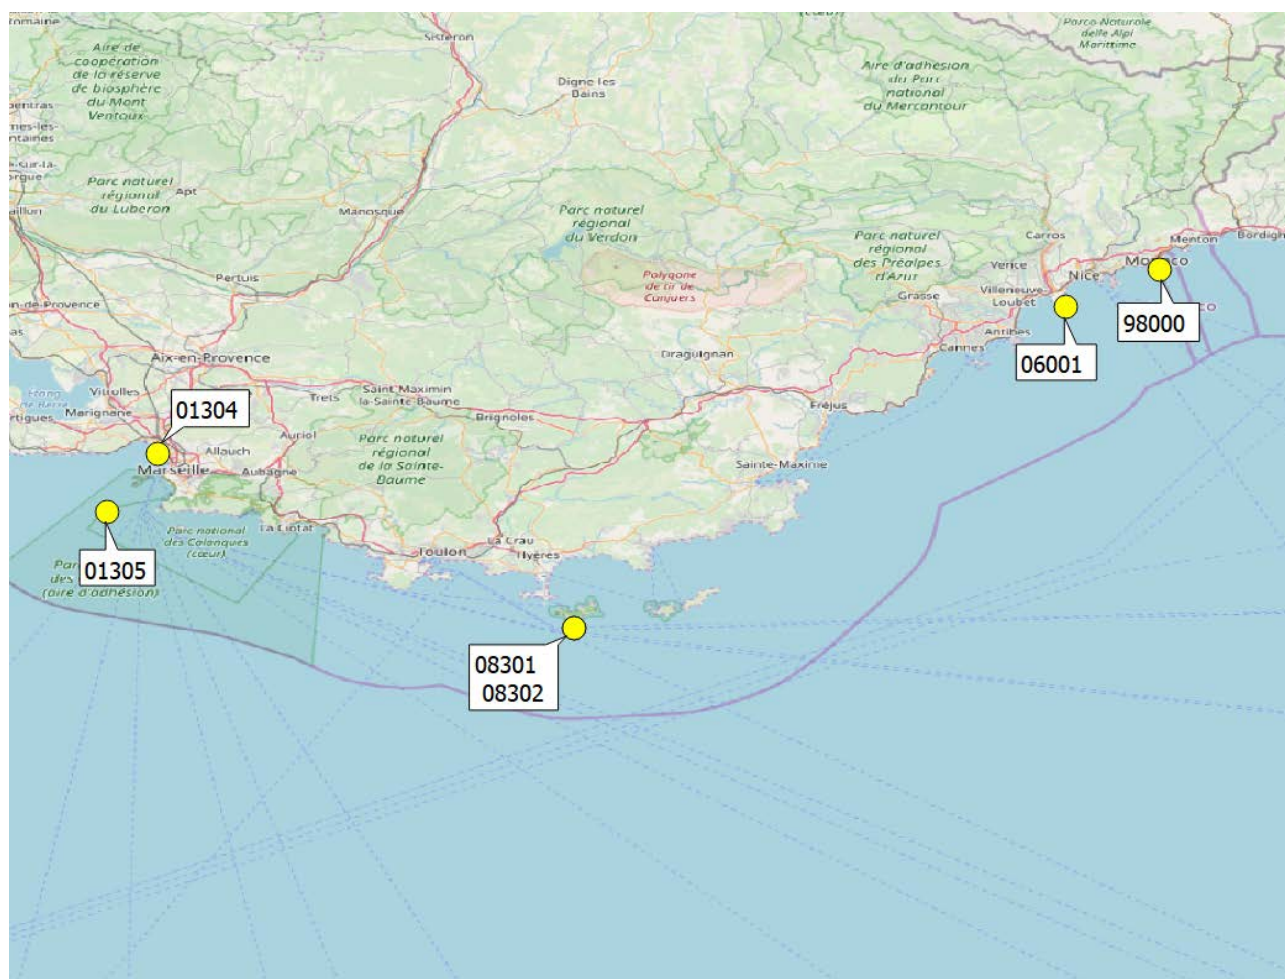 Sisteron
Parco Naturale
delle Alpi
Marittime
Aire de
coopération
de la réserve
de biosphère
du Mont
Ventoux
Digne-les
Bains
Aire d'adhésion
du Parc
national
du Mercantour
Parc naturel
régional
du Luberon
Apt
Manosque
Parc naturel
régional
du Verdon
Parc naturel
régional
des Préalpes
d'Azur
Carros
Menton
Vence
Nice
Monaco
Pertuis
Polygone
de tir de
Canjuers
Grasse
Villeneuve-
Loubet
98000
Antibes
Cannes
06001
Aix-en-Provence
Draguignan
Vitrolles
Marignane
01304
Trets
Saint-Maximin
la-Sainte-Baume
Brignoles
Fréjus
Auriol
Allauch
Marseille
Aubagne
Parc naturel
régional
de la Sainte-
Baume
Sainte-Maxime
Parc national
des Calanques
(cœur)
La Ciotat
01305
(aire d'adhésion)
Toulon
La Crau
Hyères
08301
08302